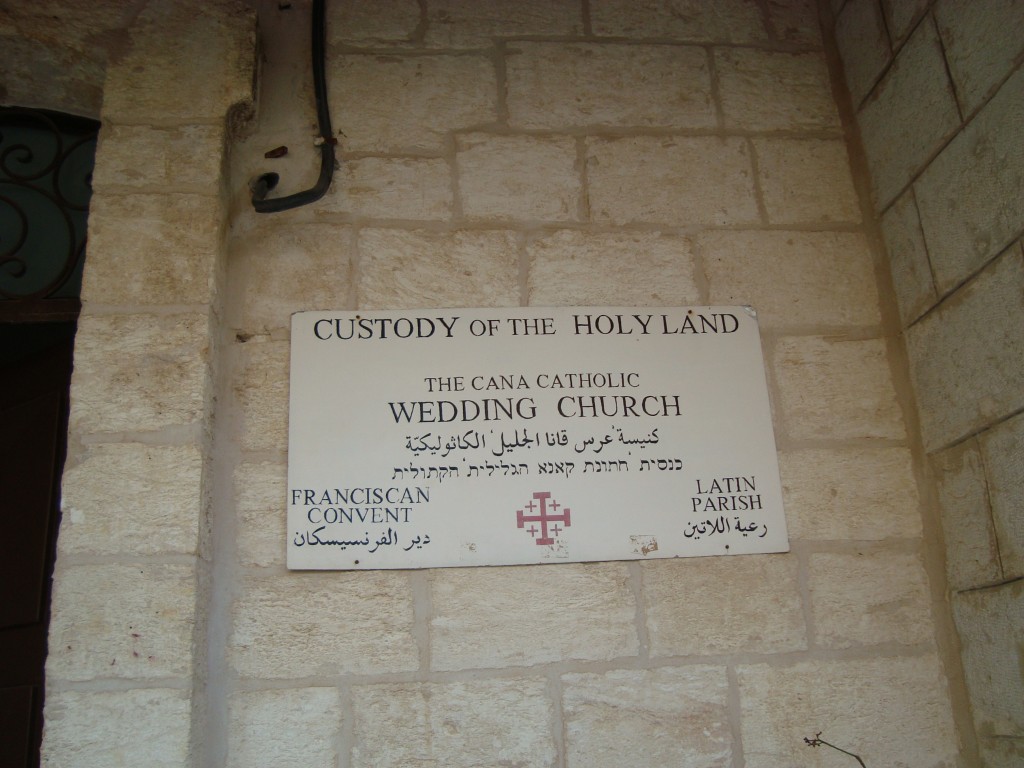 CUSTODY OF THE HOLY LAND
THE CANA CATHOLIC
WEDDING CHURCH
كنيسة عرس قانا الجليل الكاثوليكيّة
כנסית חתונת קאנא הגלילית הקתולית
FRANCISCAN
CONVENT
دير الفرنسيسكان
LATIN
PARISH
رعية اللاتين